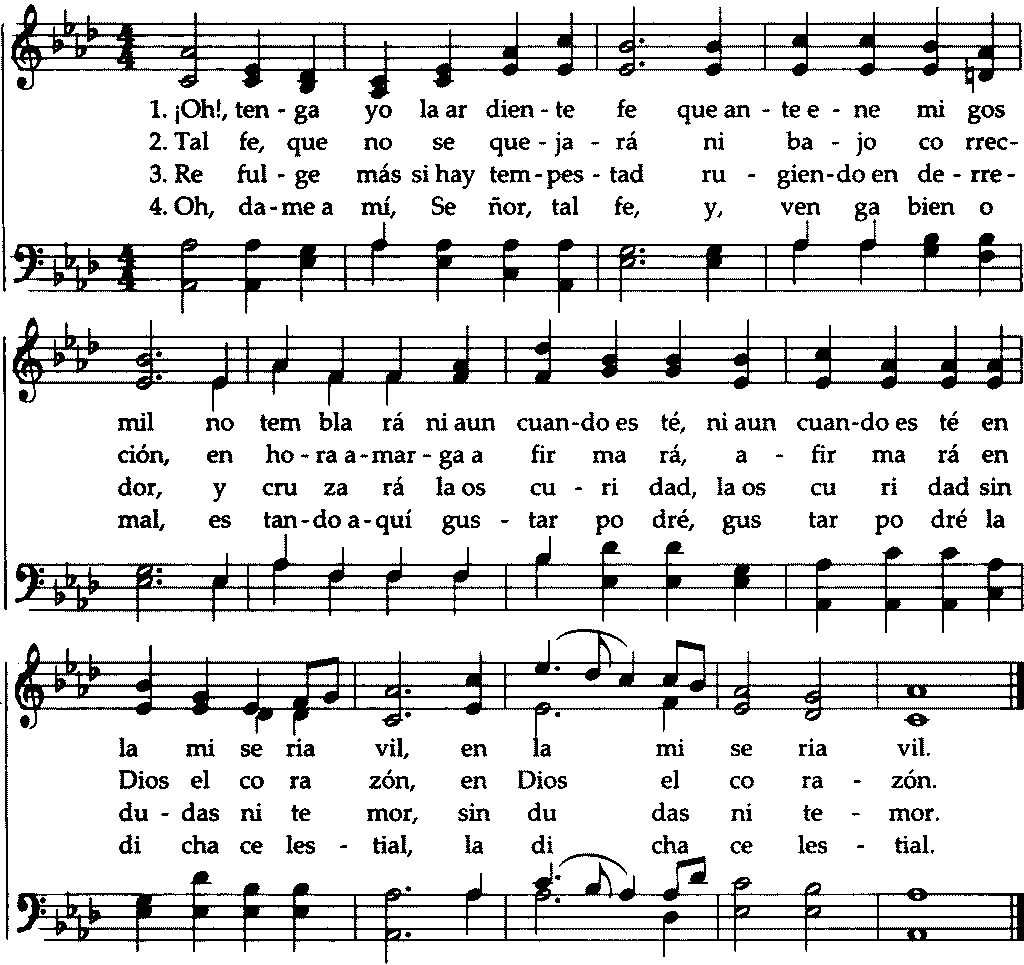 1. ¡Oh!, ten - ga yo la ar dien - te fe que an - te e - ne mi gos
2. Tal fe, que no se que - ja - rá ni ba - jo co rrec-
3. Re ful - ge más si hay tem - pes - tad ru - gien - do en de - rre-
4. Oh, da - me a mí, Se ñor, tal fe, y, ven ga bien o
mil no tem bla rá ni aun cuan - do es té, ni aun cuan - do es té en
ción, en ho - ra a - mar - ga a fir ma rá, a - fir ma rá en
dor, y cru za rá la os cu - ri dad, la os cu ri dad sin
mal, es tan - do a - quí gus - tar po dré, gus tar po dré la
la mi se ria vil, en la mi se ria vil.
Dios el co ra zón, en Dios el co ra - zón.
du - das ni te mor, sin du das ni te - mor.
di cha ce les - tial, la di cha ce les - tial.